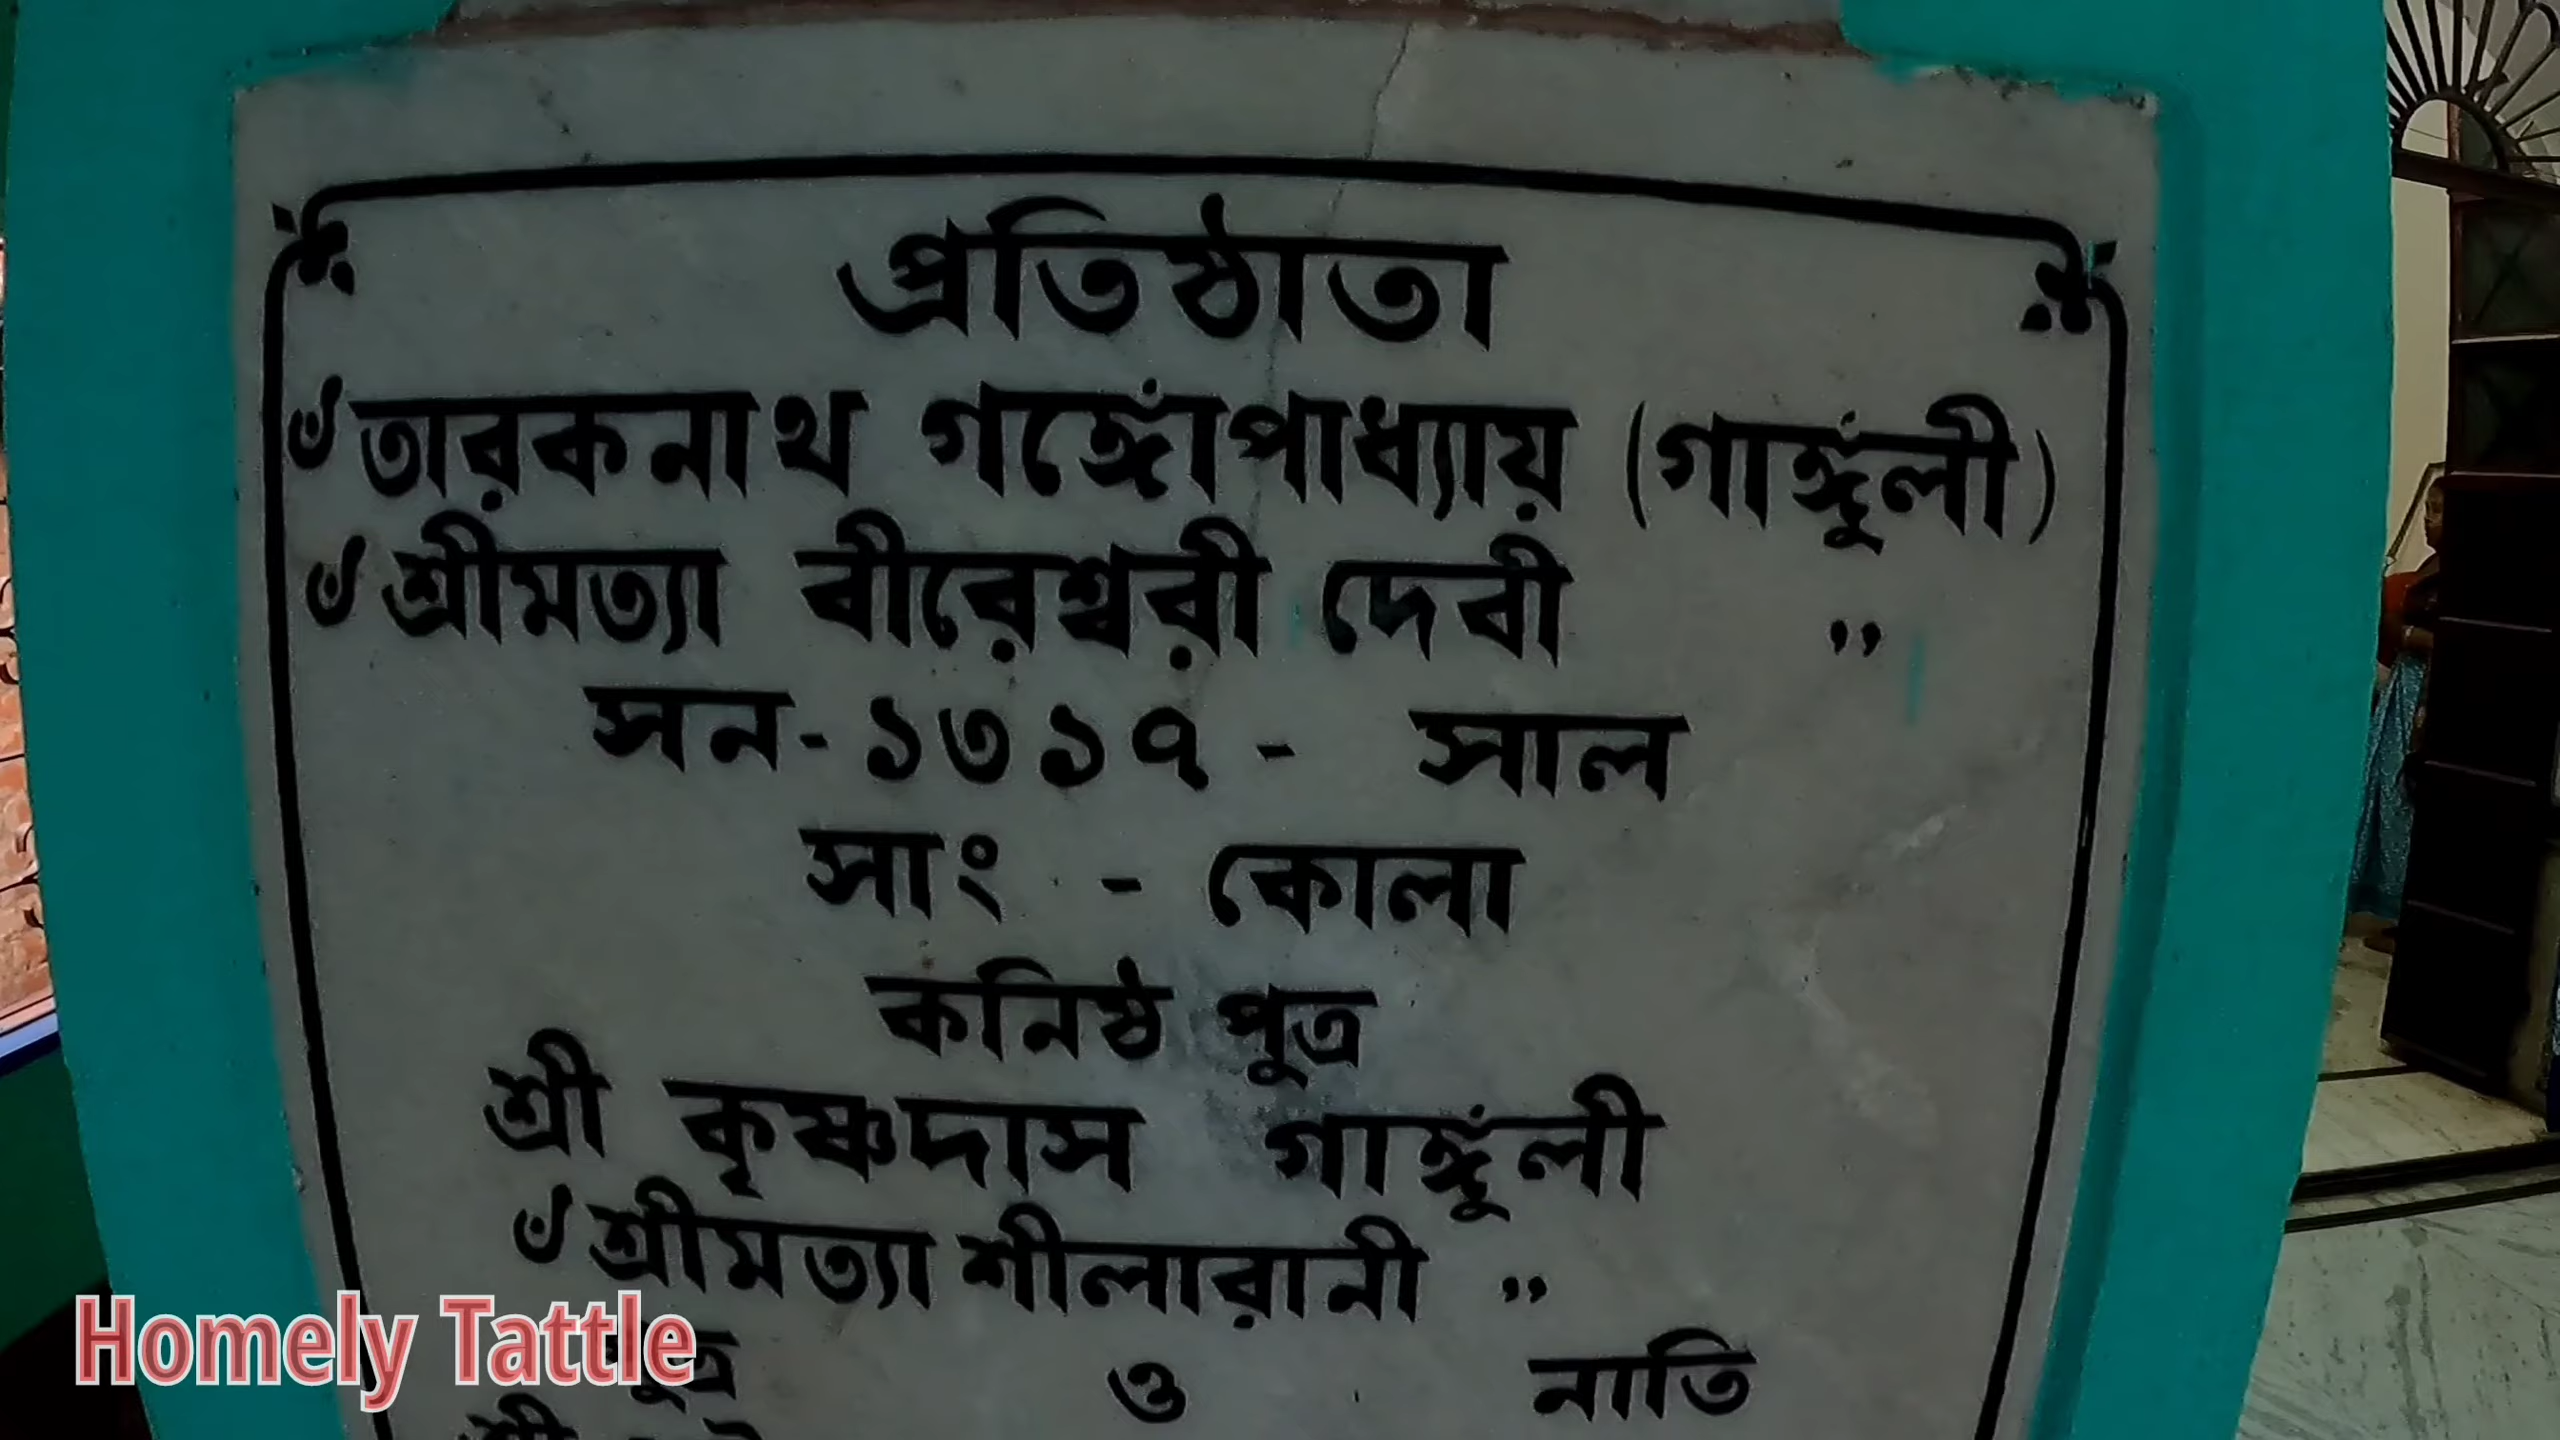 প্রতিষ্ঠাতা
৺তারকনাথ গঙ্গোঁপাধ্যায় (গাঙ্গুঁলী)
৺শ্রীমত্যা বীরেশ্বরী দেবী ”
সন-১৩১৭ - সাল
সাং - কোলা
কনিষ্ঠ পুত্র
শ্রী কৃষ্ণদাস গাঙ্গুঁলী
৺শ্রীমত্যা শীলারানী ”
ও নাতি
Homely Tattle